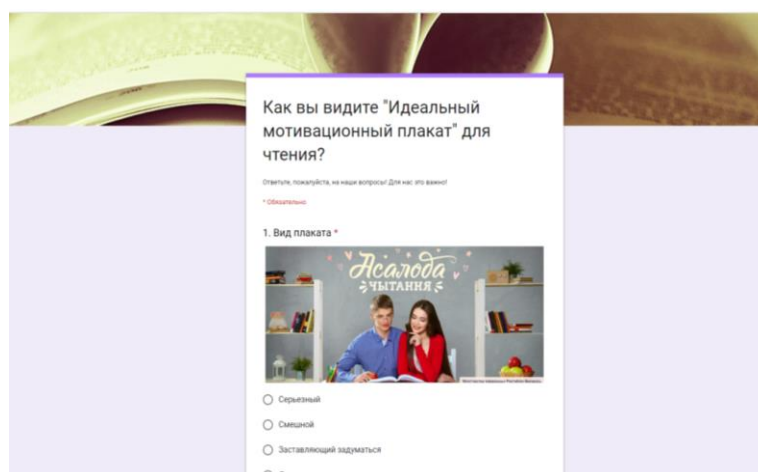 Как вы видите "Идеальный
мотивационный плакат" для
чтения?
Ответьте, пожалуйста, на наши вопросы! Для нас это важно!
* Обязательно
1. Вид плаката *
Асалода
ЧЫТАННЯ
Серьезный
Смешной
Заставляющий задуматься